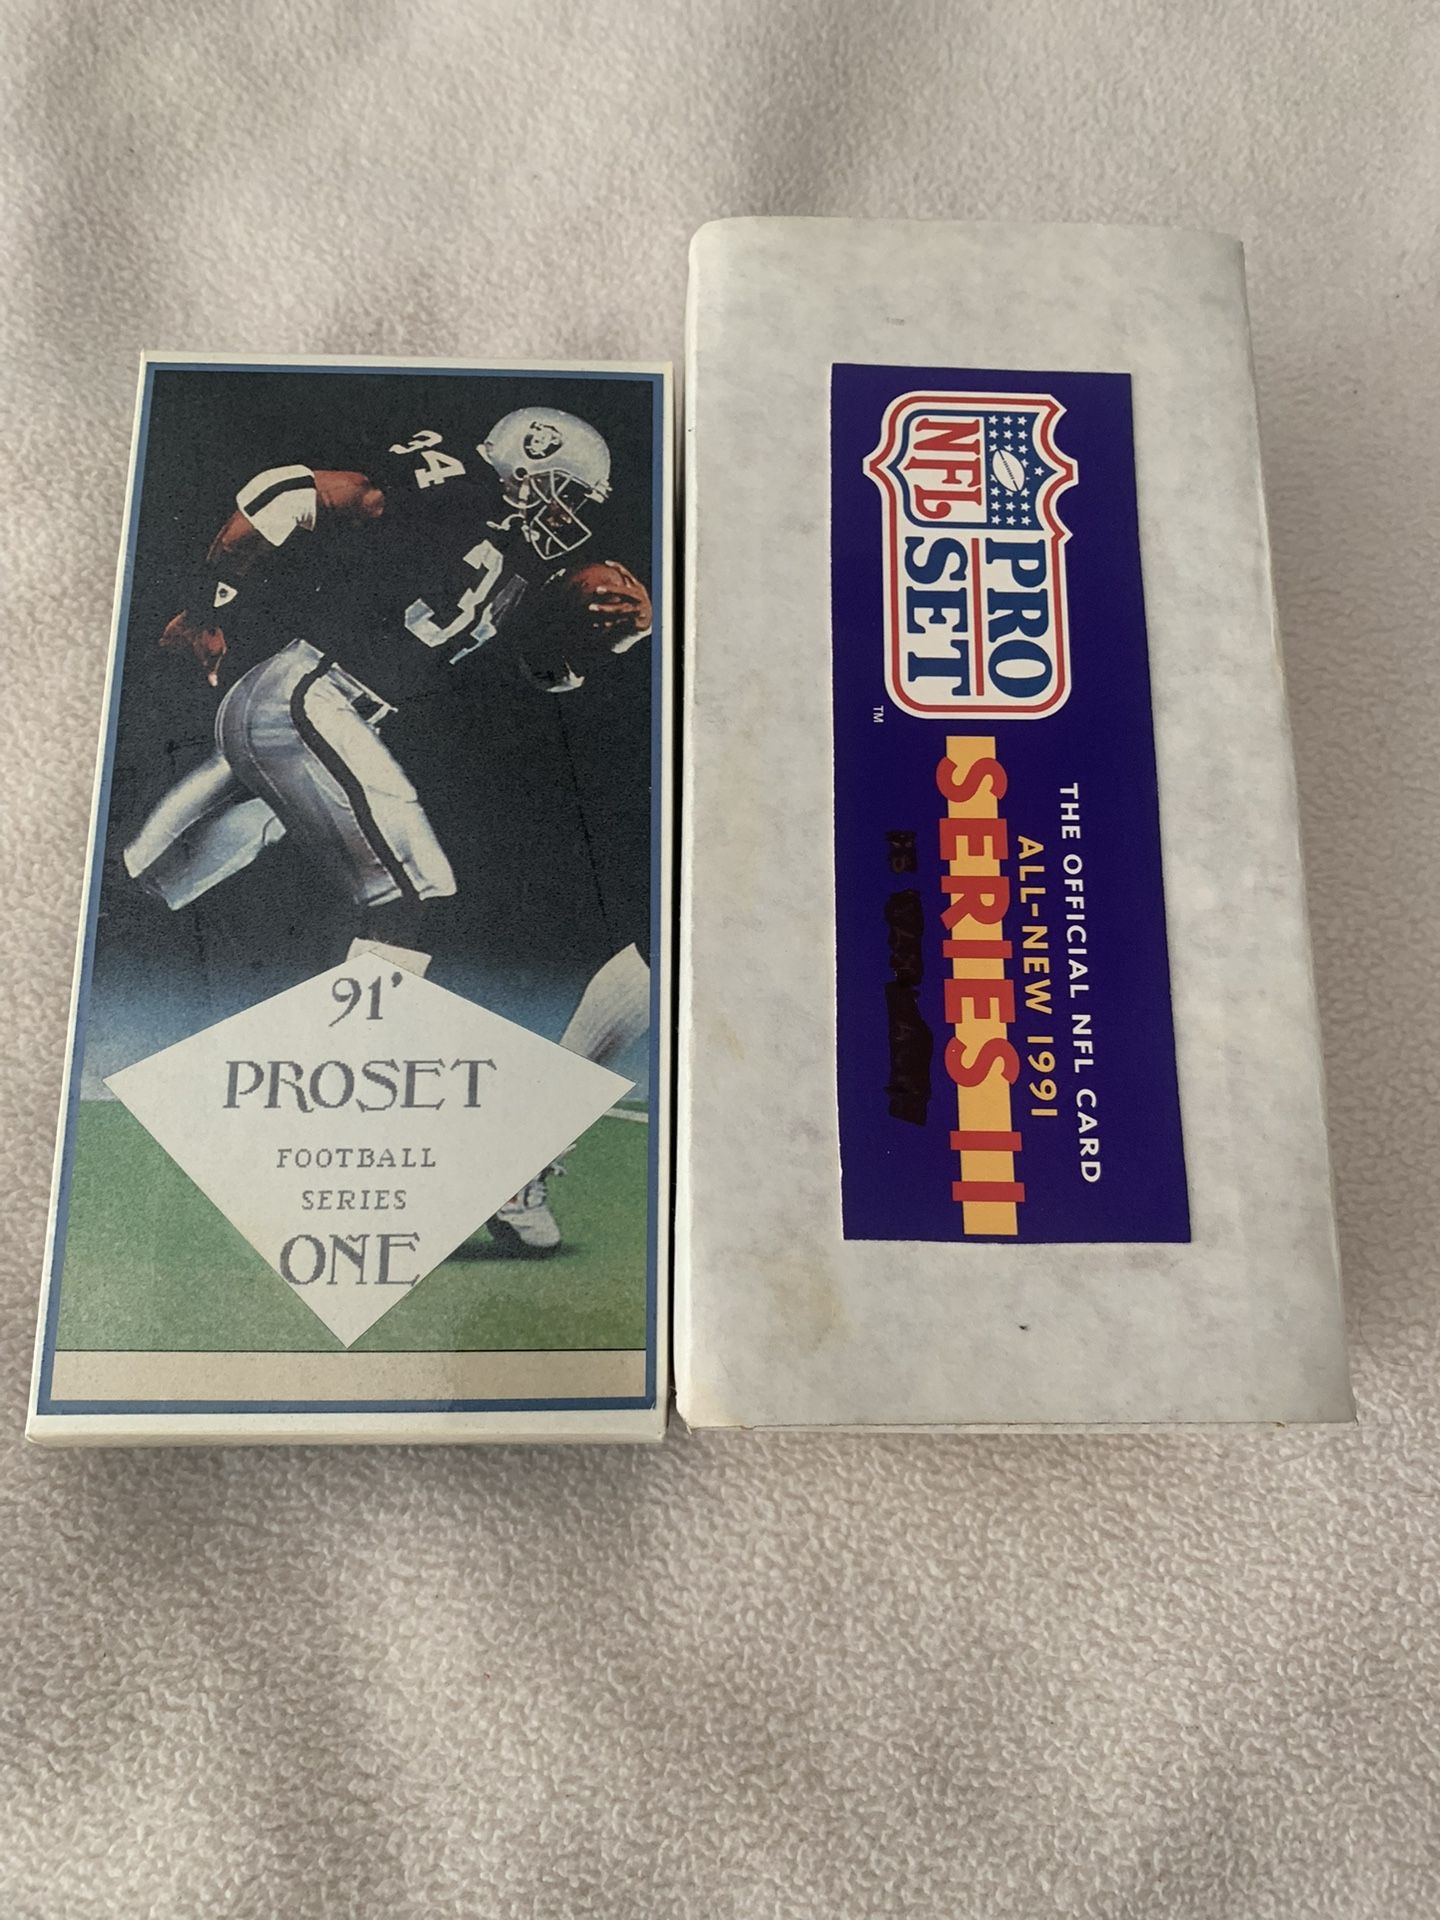 34
34
91'
PROSET
FOOTBALL
SERIES
ONE
NFL
PRO
SET
TM
THE OFFICIAL NFL CARD
ALL-NEW 1991
SERIES II